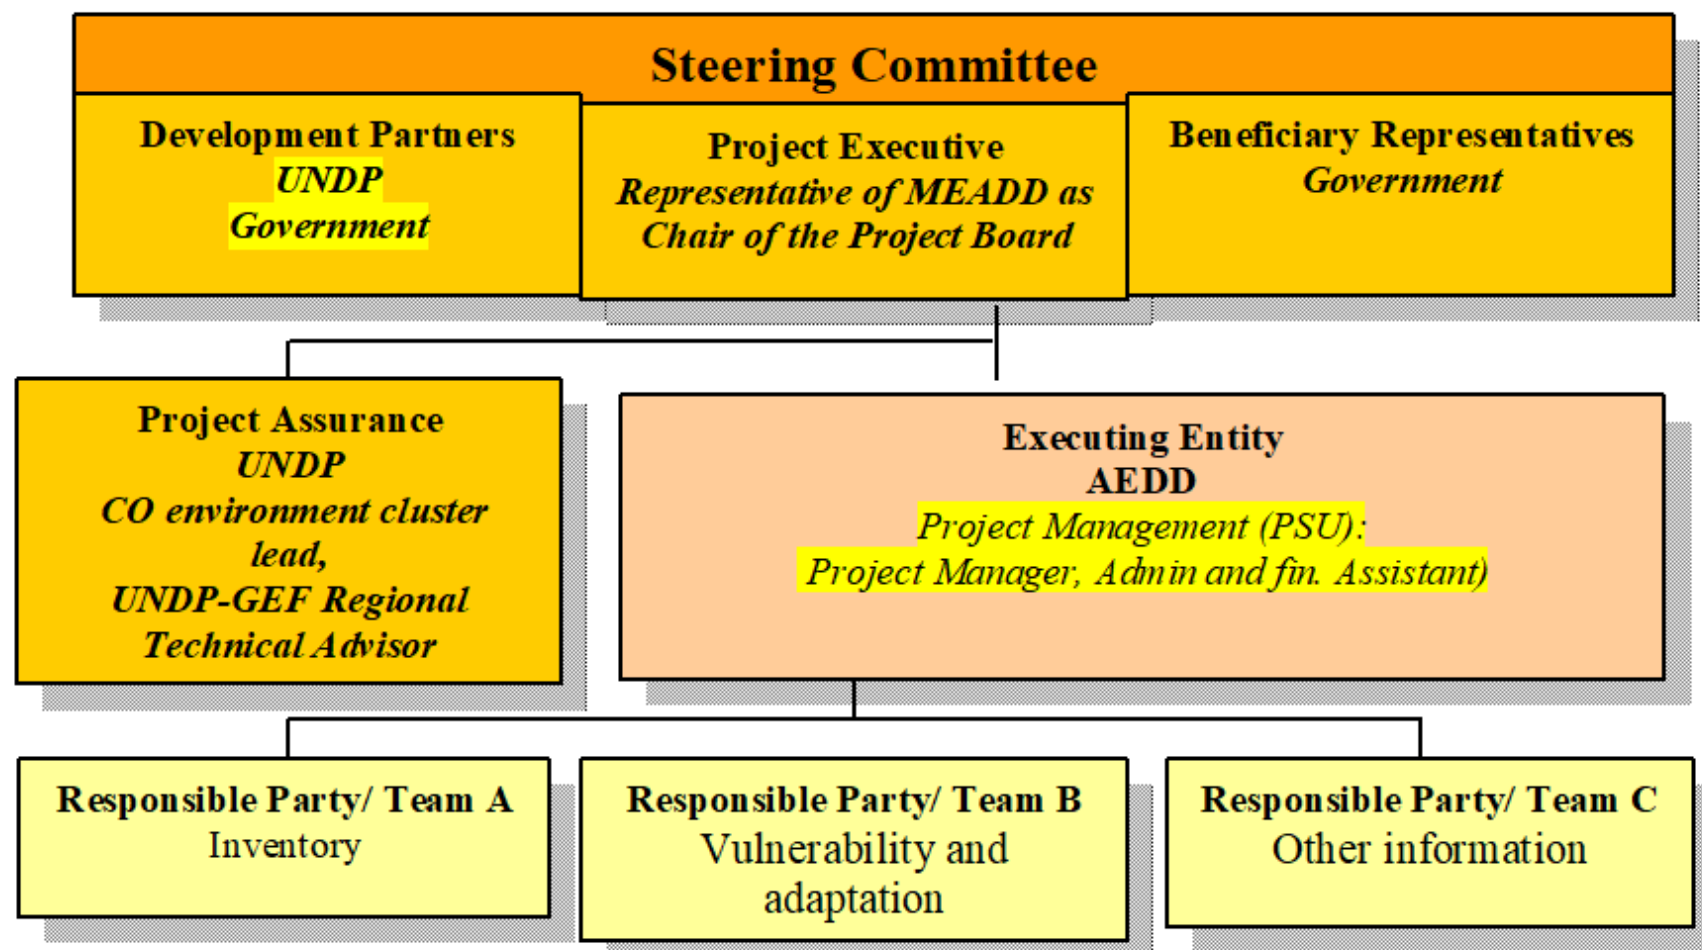 Steering Committee
Development Partners
UNDP
Government
Project Executive
Representative of MEADD as
Chair of the Project Board
Beneficiary Representatives
Government
Project Assurance
UNDP
CO environment cluster
lead,
UNDP-GEF Regional
Technical Advisor
Executing Entity
AEDD
Project Management (PSU):
Project Manager, Admin and fin. Assistant)
Responsible Party/ Team A
Inventory
Responsible Party/ Team B
Vulnerability and
adaptation
Responsible Party/ Team C
Other information